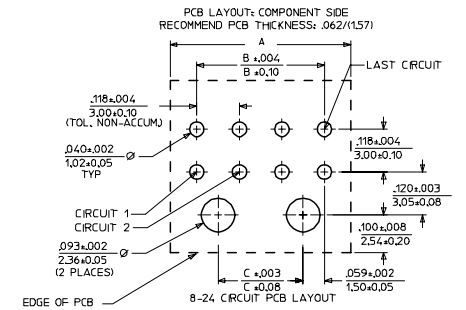 PCB LAYOUT: COMPONENT SIDE
RECOMMEND PCB THICKNESS: .062/(1.57)
A
B ±.004
B ±0.10
LAST CIRCUIT
.118±.004
3.00±0.10
(TOL. NON-ACCUM.)
.118±.004
3.00±0.10
.040±.002
1.02±0.05
TYP
Ø
.120±.003
3.05±0.08
CIRCUIT 1
CIRCUIT 2
.100±.008
2.54±0.20
.093±.002
2.36±0.05
(2 PLACES)
Ø
C ±.003
C ±0.08
.059±.002
1.50±0.05
EDGE OF PCB
8-24 CIRCUIT PCB LAYOUT